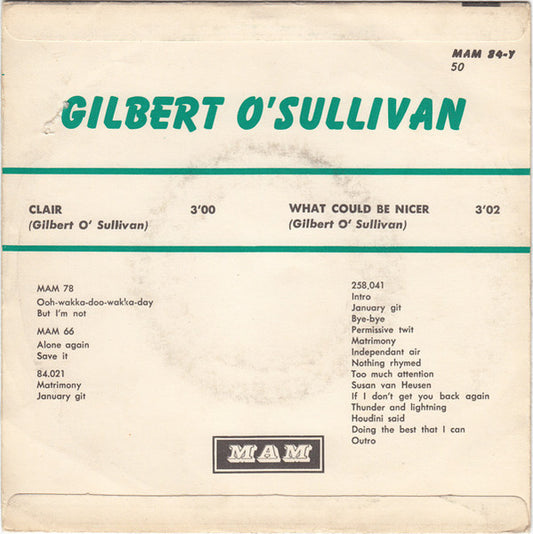 MAM 84-Y
50
GILBERT O'SULLIVAN
CLAIR 3'00
(Gilbert O' Sullivan)
WHAT COULD BE NICER 3'02
(Gilbert O' Sullivan)
MAM 78
Ooh-wakka-doo-wakka-day
But I'm not
MAM 66
Alone again
Save it
84.021
Matrimony
January git
258,041
Intro
January git
Bye-bye
Permissive twit
Matrimony
Independant air
Nothing rhymed
Too much attention
Susan van Heusen
If I don't get you back again
Thunder and lightning
Houdini said
Doing the best that I can
Outro
MAM